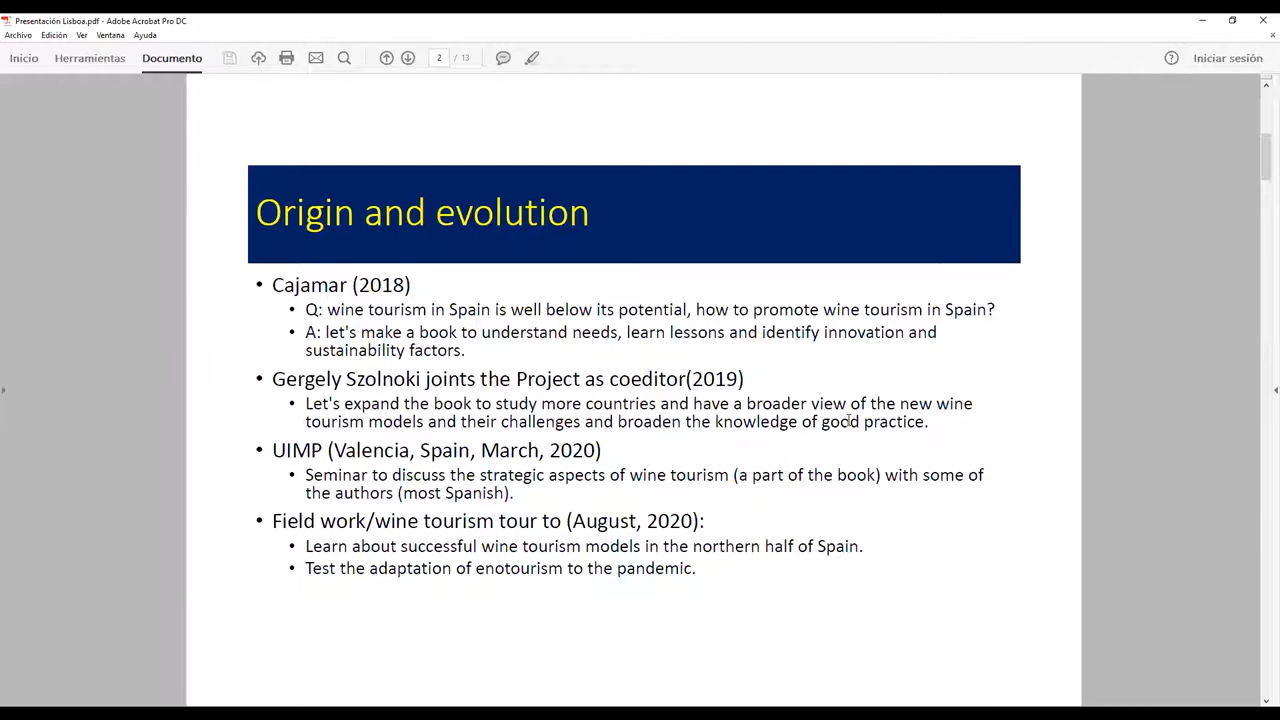 Presentación Lisboa.pdf - Adobe Acrobat Pro DC
Archivo Edición Ver Ventana Ayuda
Inicio Herramientas Documento 2 / 13 Iniciar sesión
Origin and evolution
• Cajamar (2018)
• Q: wine tourism in Spain is well below its potential, how to promote wine tourism in Spain?
• A: let's make a book to understand needs, learn lessons and identify innovation and
sustainability factors.
• Gergely Szolnoki joints the Project as coeditor(2019)
• Let's expand the book to study more countries and have a broader view of the new wine
tourism models and their challenges and broaden the knowledge of good practice.
• UIMP (Valencia, Spain, March, 2020)
• Seminar to discuss the strategic aspects of wine tourism (a part of the book) with some of
the authors (most Spanish).
• Field work/wine tourism tour to (August, 2020):
• Learn about successful wine tourism models in the northern half of Spain.
• Test the adaptation of enotourism to the pandemic.